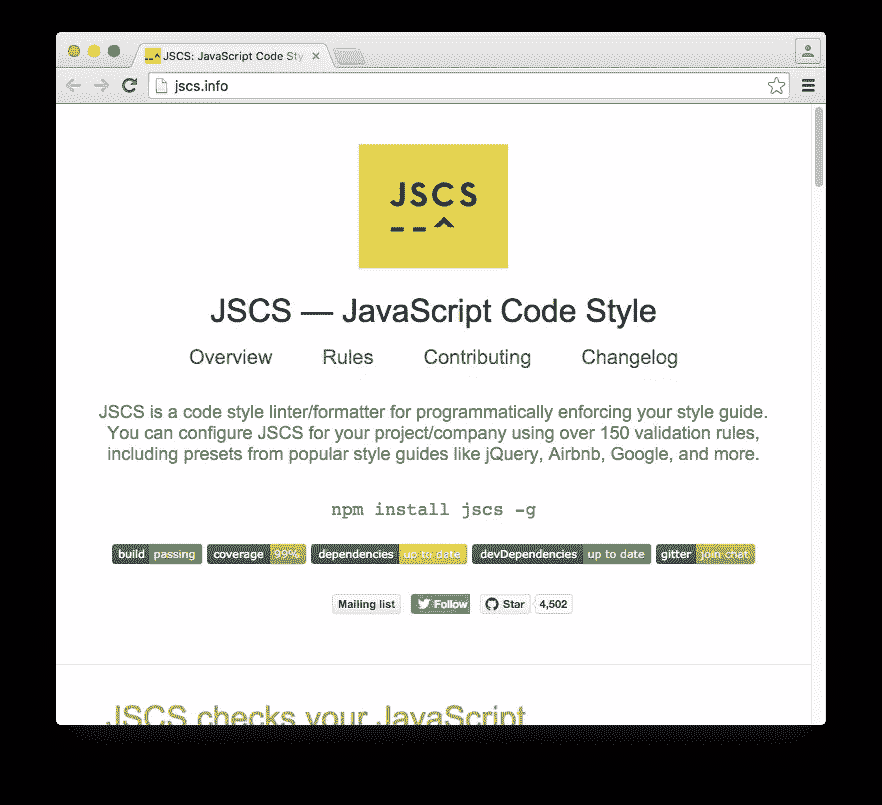 JSCS: JavaScript Code Sty
jscs.info
JSCS
--^
JSCS — JavaScript Code Style
Overview Rules Contributing Changelog
JSCS is a code style linter/formatter for programmatically enforcing your style guide.
You can configure JSCS for your project/company using over 150 validation rules,
including presets from popular style guides like jQuery, Airbnb, Google, and more.
npm install jscs -g
build passing coverage 99% dependencies up to date devDependencies up to date gitter join chat
Mailing list Follow Star 4,502
JSCS checks your JavaScript